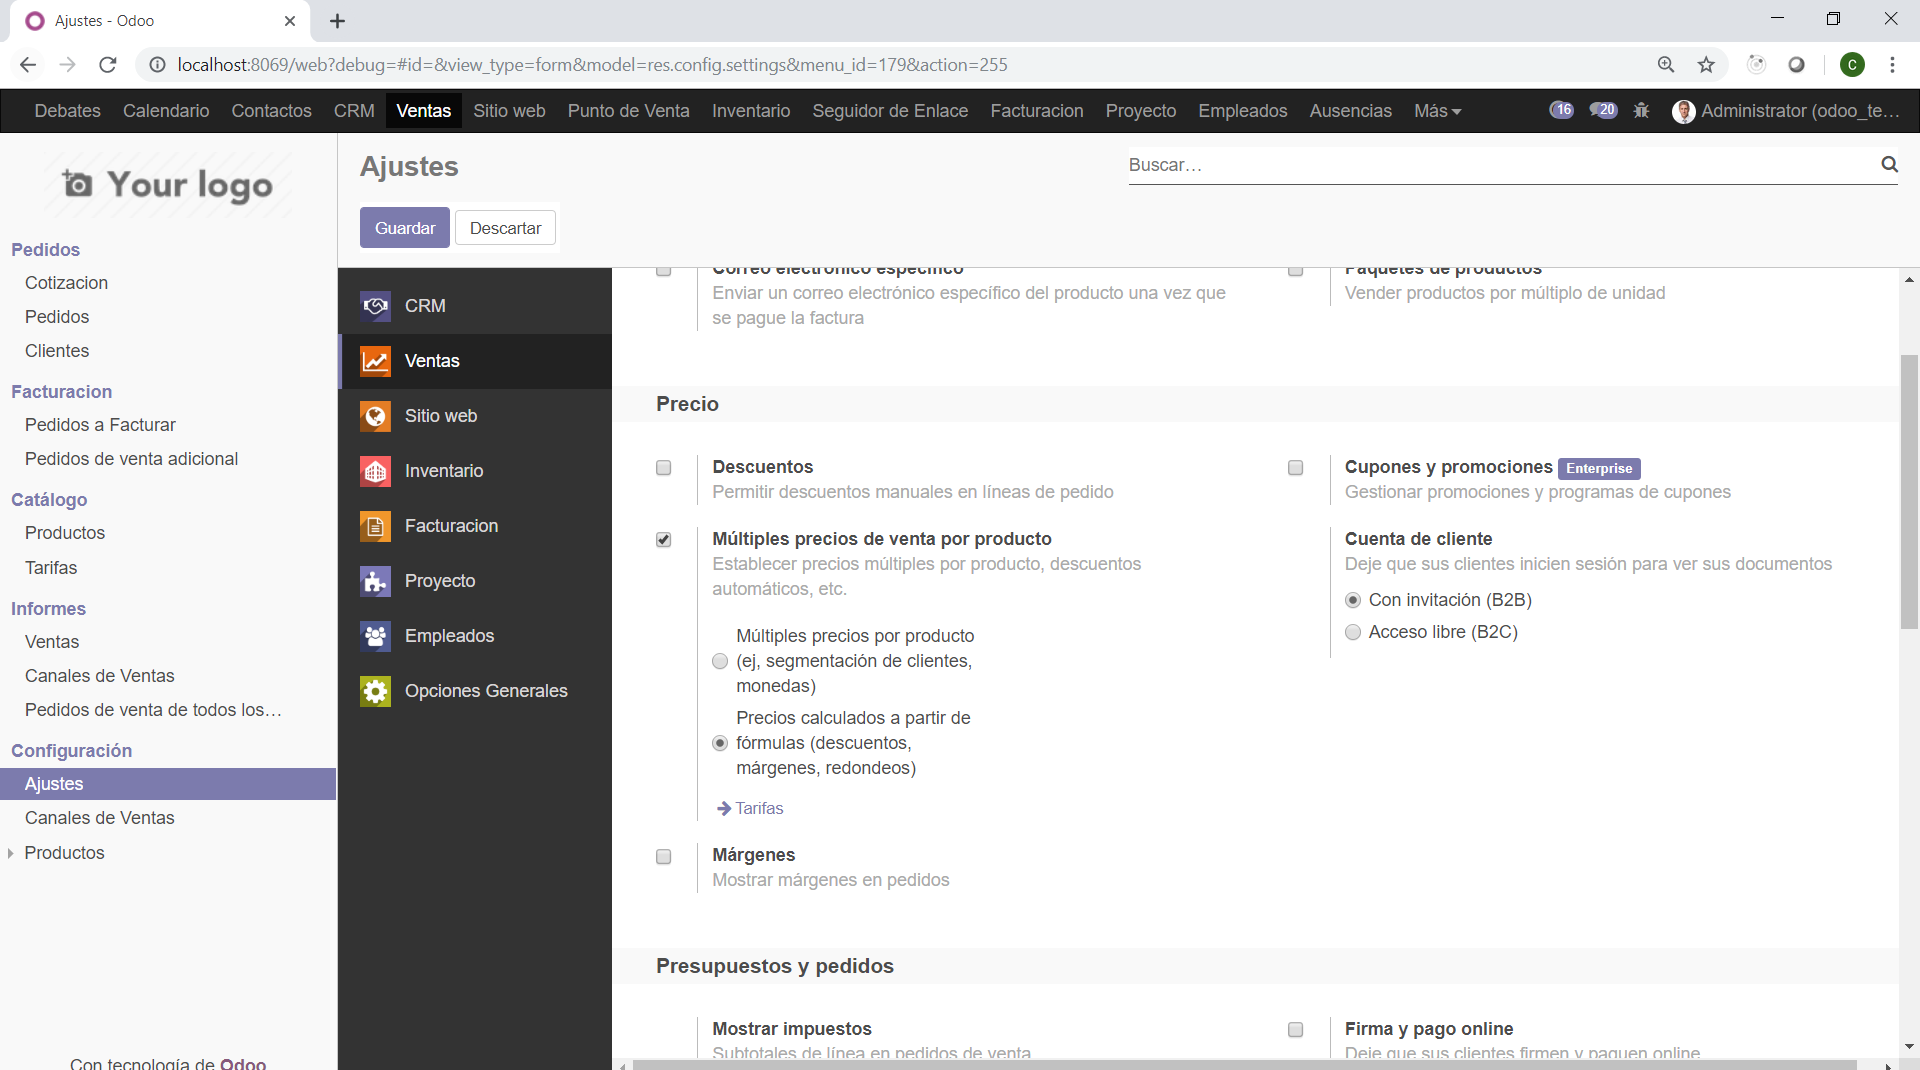 Ajustes - Odoo
localhost:8069/web?debug=#id=&view_type=form&model=res.config.settings&menu_id=179&action=255
C
Debates Calendario Contactos CRM Ventas Sitio web Punto de Venta Inventario Seguidor de Enlace Facturacion Proyecto Empleados Ausencias Más 16 20 Administrator (odoo_te…
Your logo
Pedidos
Cotizacion
Pedidos
Clientes
Facturacion
Pedidos a Facturar
Pedidos de venta adicional
Catálogo
Productos
Tarifas
Informes
Ventas
Canales de Ventas
Pedidos de venta de todos los…
Configuración
Ajustes
Canales de Ventas
Productos
Con tecnología de Odoo
Ajustes
Buscar…
Guardar Descartar
CRM
Ventas
Sitio web
Inventario
Facturacion
Proyecto
Empleados
Opciones Generales
Correo electrónico específico
Enviar un correo electrónico específico del producto una vez que
se pague la factura
Paquetes de productos
Vender productos por múltiplo de unidad
Precio
Descuentos
Permitir descuentos manuales en líneas de pedido
Cupones y promociones Enterprise
Gestionar promociones y programas de cupones
Múltiples precios de venta por producto
Establecer precios múltiples por producto, descuentos
automáticos, etc.
Múltiples precios por producto
(ej, segmentación de clientes,
monedas)
Precios calculados a partir de
fórmulas (descuentos,
márgenes, redondeos)
Tarifas
Cuenta de cliente
Deje que sus clientes inicien sesión para ver sus documentos
Con invitación (B2B)
Acceso libre (B2C)
Márgenes
Mostrar márgenes en pedidos
Presupuestos y pedidos
Mostrar impuestos
Subtotales de línea en pedidos de venta
Firma y pago online
Deje que sus clientes firmen y paguen online